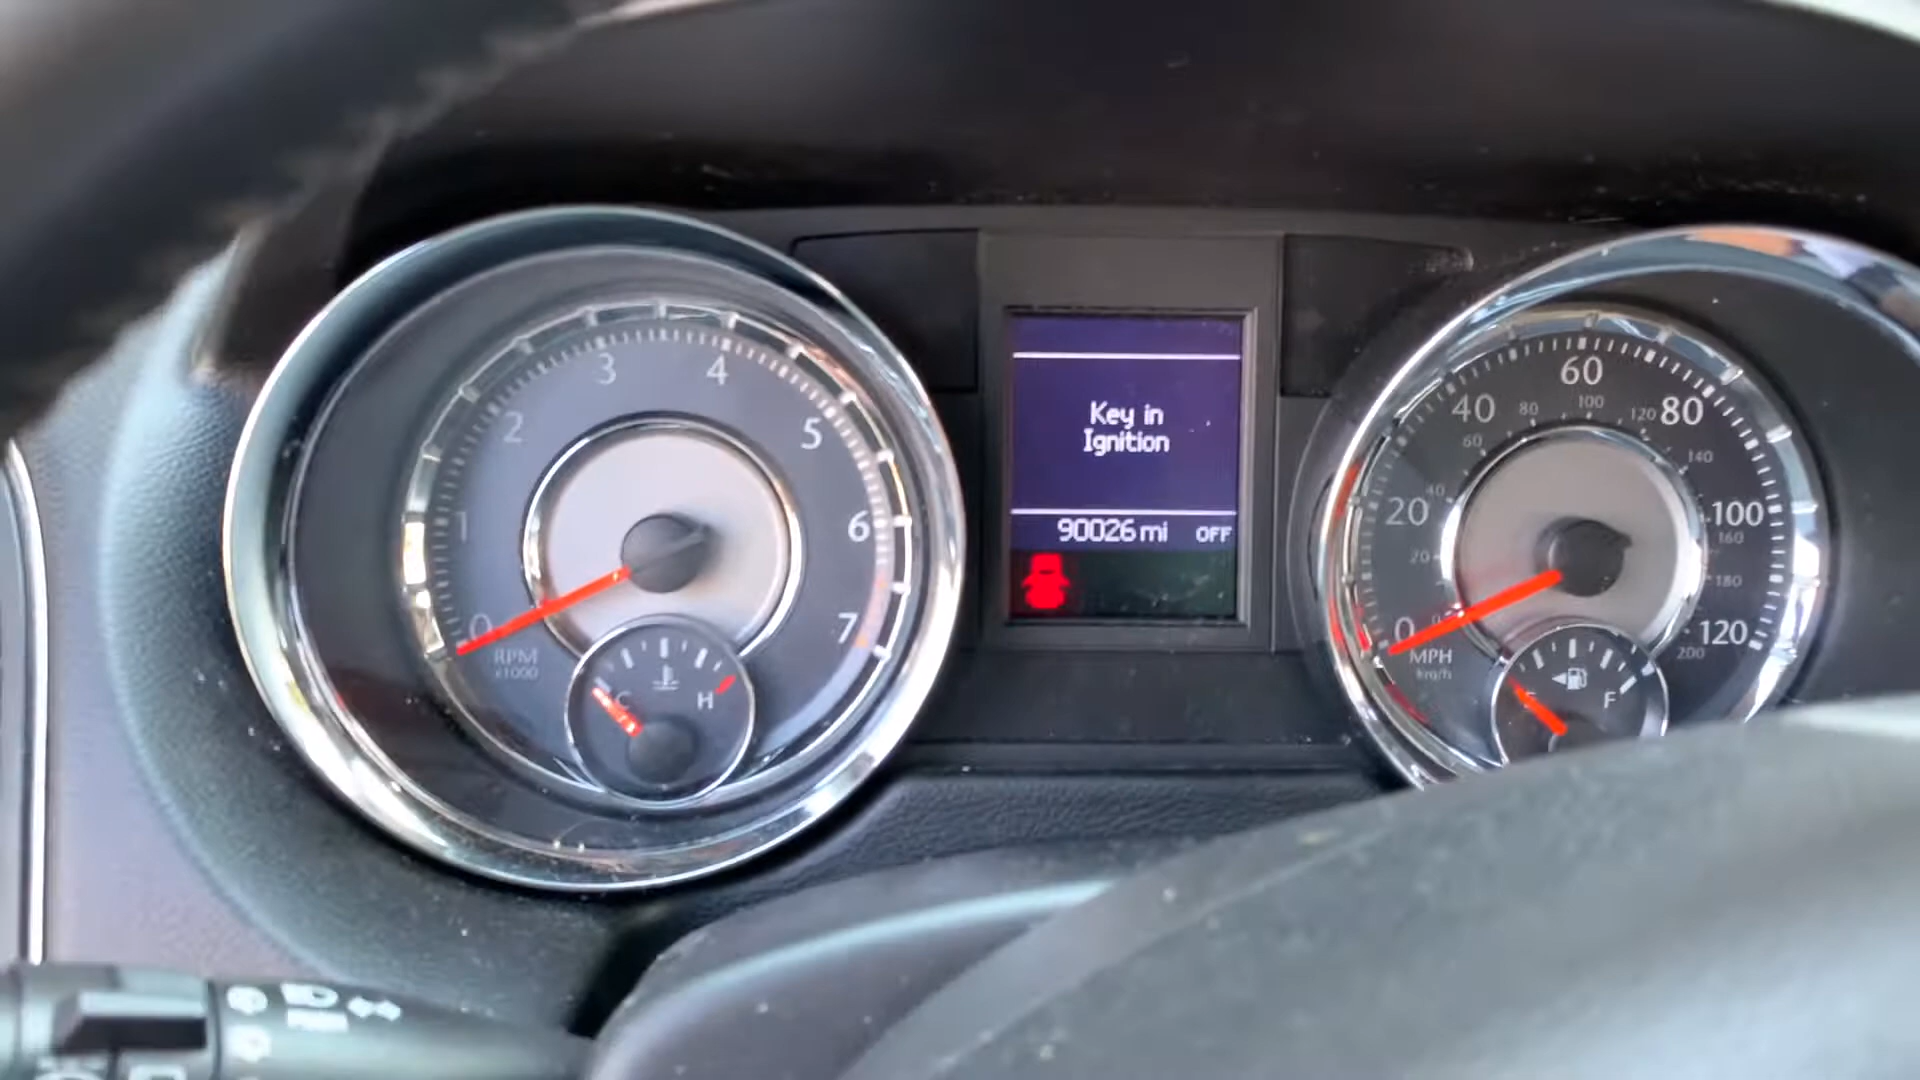 3 4
2 5
1 6
0 7
RPM
x1000
C H
Key in
Ignition
90026 mi OFF
60
40 80
20 100
0 120
80 100 120
60 140
40 160
20 180
0 200
MPH
km/h
E F